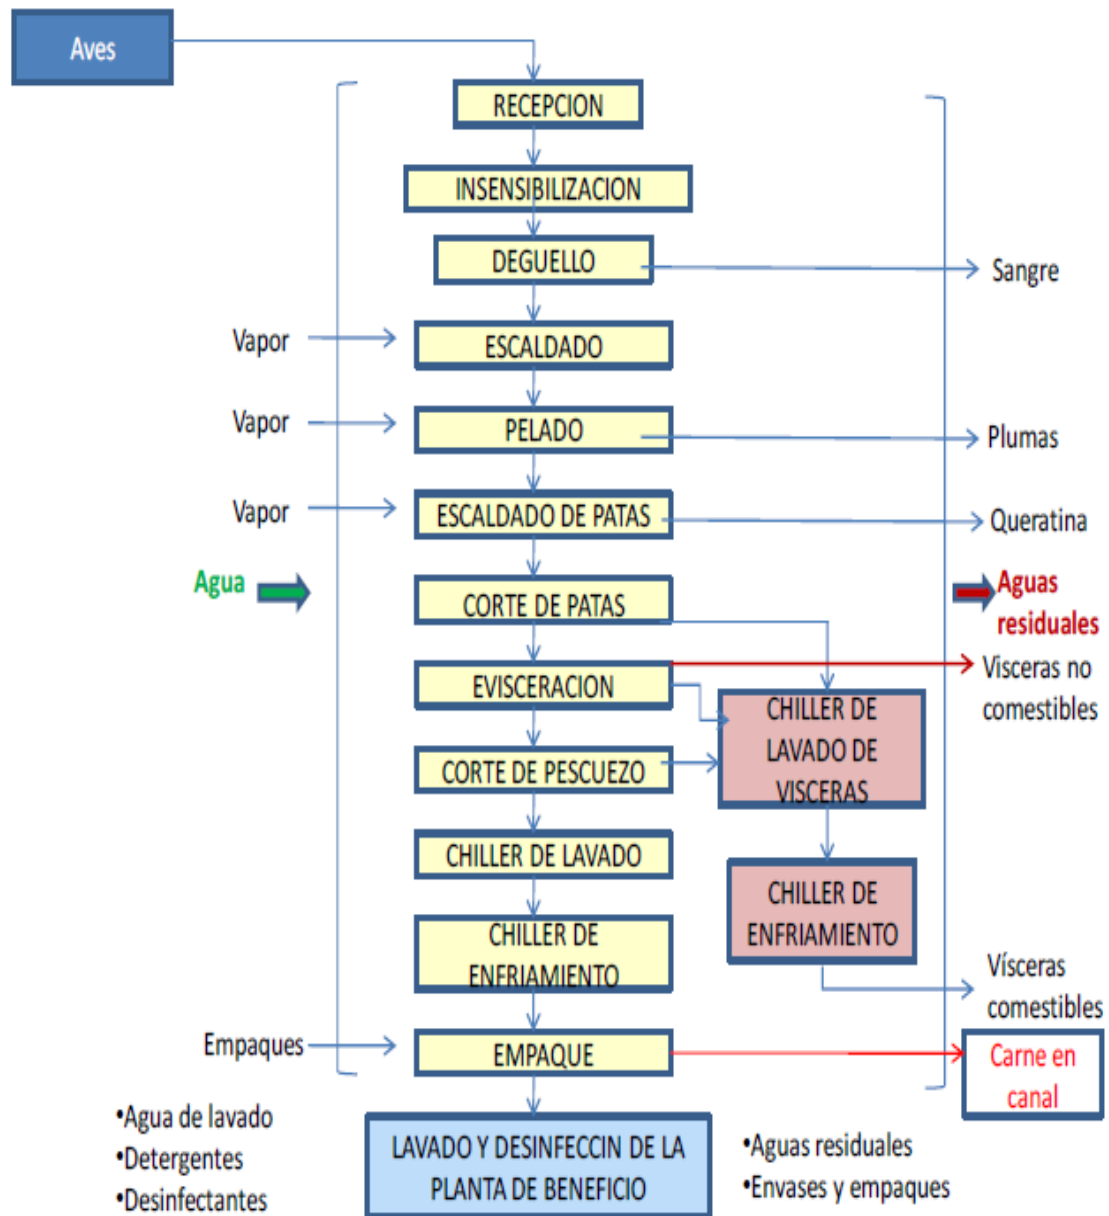 Aves
RECEPCION
INSENSIBILIZACION
DEGUELLO
Sangre
Vapor
ESCALDADO
Vapor
PELADO
Plumas
Vapor
ESCALDADO DE PATAS
Queratina
Agua
CORTE DE PATAS
Aguas
residuales
EVISCERACION
Visceras no
comestibles
CHILLER DE
LAVADO DE
VISCERAS
CORTE DE PESCUEZO
CHILLER DE LAVADO
CHILLER DE
ENFRIAMIENTO
CHILLER DE
ENFRIAMIENTO
Vísceras
comestibles
Empaques
EMPAQUE
Carne en
canal
•Agua de lavado
•Detergentes
•Desinfectantes
LAVADO Y DESINFECCIN DE LA
PLANTA DE BENEFICIO
•Aguas residuales
•Envases y empaques